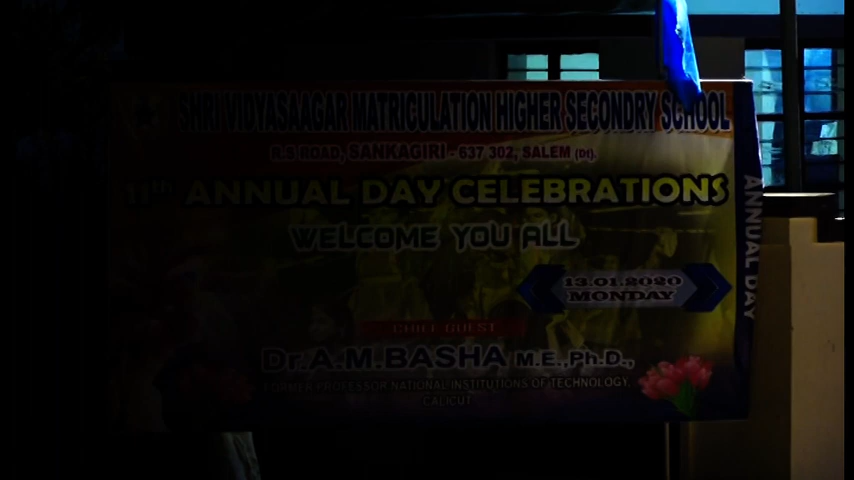 SHRI VIDYASAAGAR MATRICULATION HIGHER SECONDRY SCHOOL
R.S ROAD, SANKAGIRI - 637 302, SALEM (Dt).
ANNUAL DAY CELEBRATIONS
WELCOME YOU ALL
13.01.2020
MONDAY
CHIEF GUEST
Dr.A.M.BASHA M.E.,Ph.D.,
FORMER PROFESSOR NATIONAL INSTITUTIONS OF TECHNOLOGY,
CALICUT
ANNUAL DAY